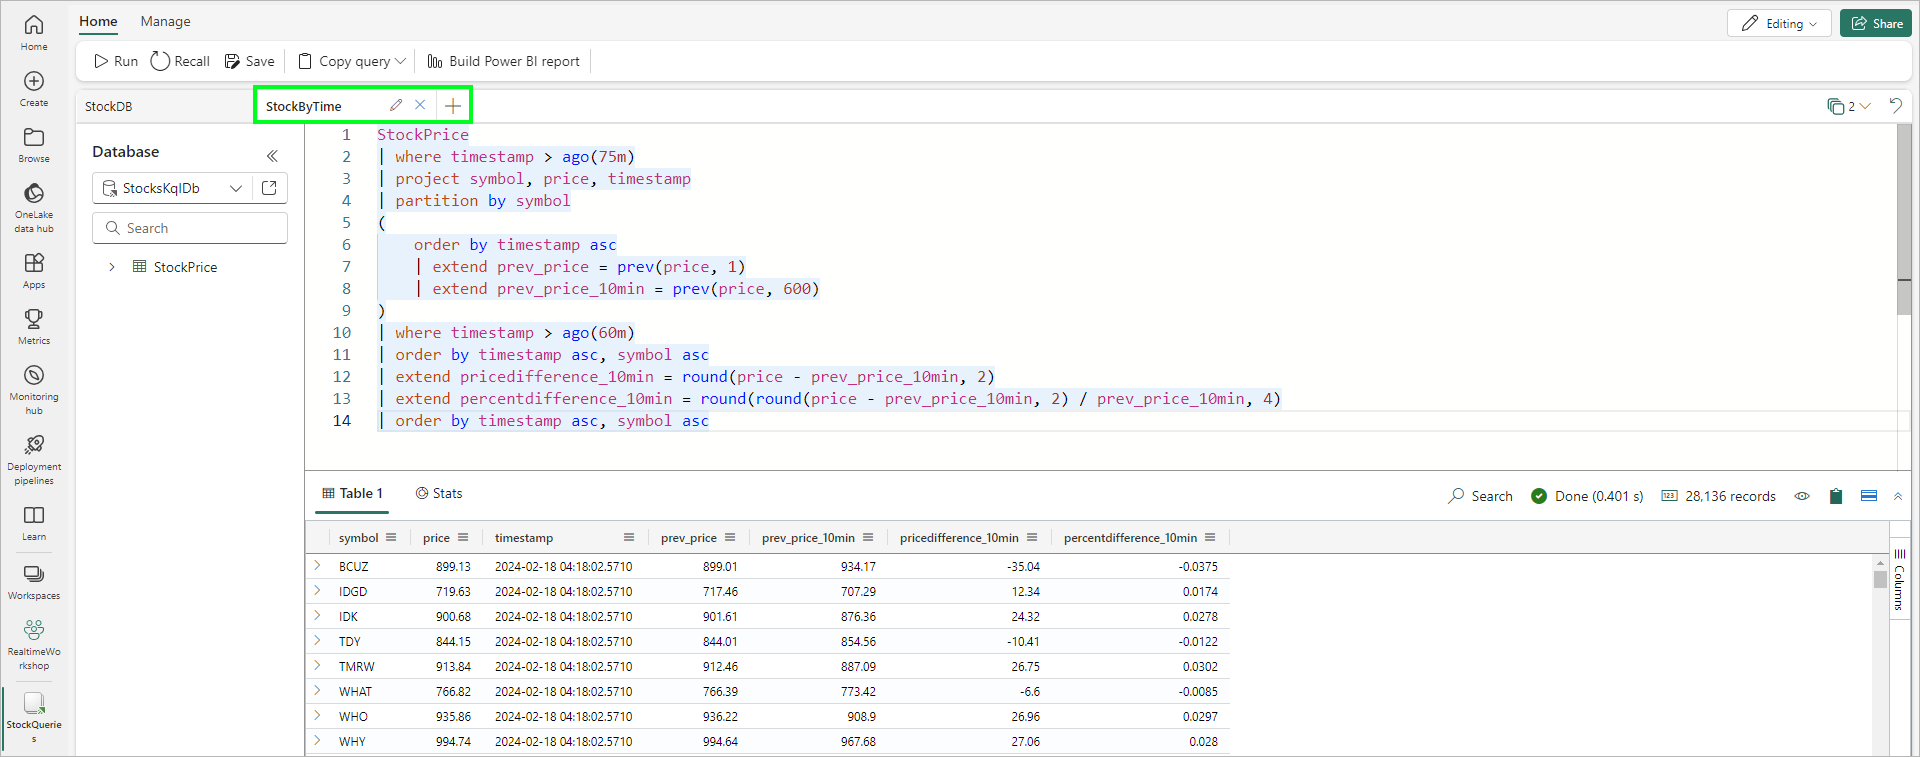 Home
Create
Browse
OneLake
data hub
Apps
Metrics
Monitoring
hub
Deployment
pipelines
Learn
Workspaces
RealtimeWo
rkshop
StockQuerie
s
Home Manage
Editing Share
Run Recall Save Copy query Build Power BI report
StockDB StockByTime 2
Database
StocksKqlDb
Search
StockPrice
1 StockPrice
2 | where timestamp > ago(75m)
3 | project symbol, price, timestamp
4 | partition by symbol
5 (
6 order by timestamp asc
7 | extend prev_price = prev(price, 1)
8 | extend prev_price_10min = prev(price, 600)
9 )
10 | where timestamp > ago(60m)
11 | order by timestamp asc, symbol asc
12 | extend pricedifference_10min = round(price - prev_price_10min, 2)
13 | extend percentdifference_10min = round(round(price - prev_price_10min, 2) / prev_price_10min, 4)
14 | order by timestamp asc, symbol asc
Table 1 Stats Search Done (0.401 s) 123 28,136 records
symbol price timestamp prev_price prev_price_10min pricedifference_10min percentdifference_10min
BCUZ 899.13 2024-02-18 04:18:02.5710 899.01 934.17 -35.04 -0.0375
IDGD 719.63 2024-02-18 04:18:02.5710 717.46 707.29 12.34 0.0174
IDK 900.68 2024-02-18 04:18:02.5710 901.61 876.36 24.32 0.0278
TDY 844.15 2024-02-18 04:18:02.5710 844.01 854.56 -10.41 -0.0122
TMRW 913.84 2024-02-18 04:18:02.5710 912.46 887.09 26.75 0.0302
WHAT 766.82 2024-02-18 04:18:02.5710 766.39 773.42 -6.6 -0.0085
WHO 935.86 2024-02-18 04:18:02.5710 936.22 908.9 26.96 0.0297
WHY 994.74 2024-02-18 04:18:02.5710 994.64 967.68 27.06 0.028
Columns